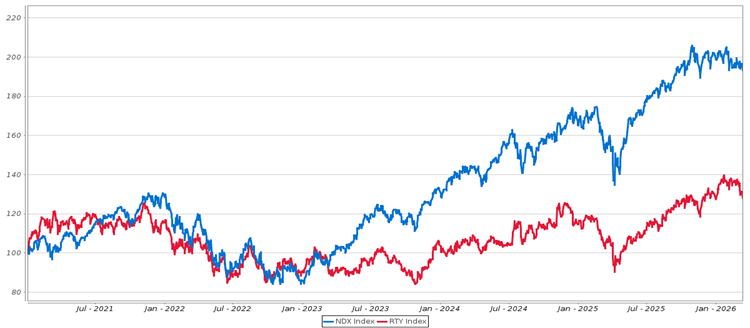 220
200
180
160
140
120
100
80
Jul - 2021
Jan - 2022
Jul - 2022
Jan - 2023
Jul - 2023
Jan - 2024
Jul - 2024
Jan - 2025
Jul - 2025
Jan - 2026
NDX Index RTY Index